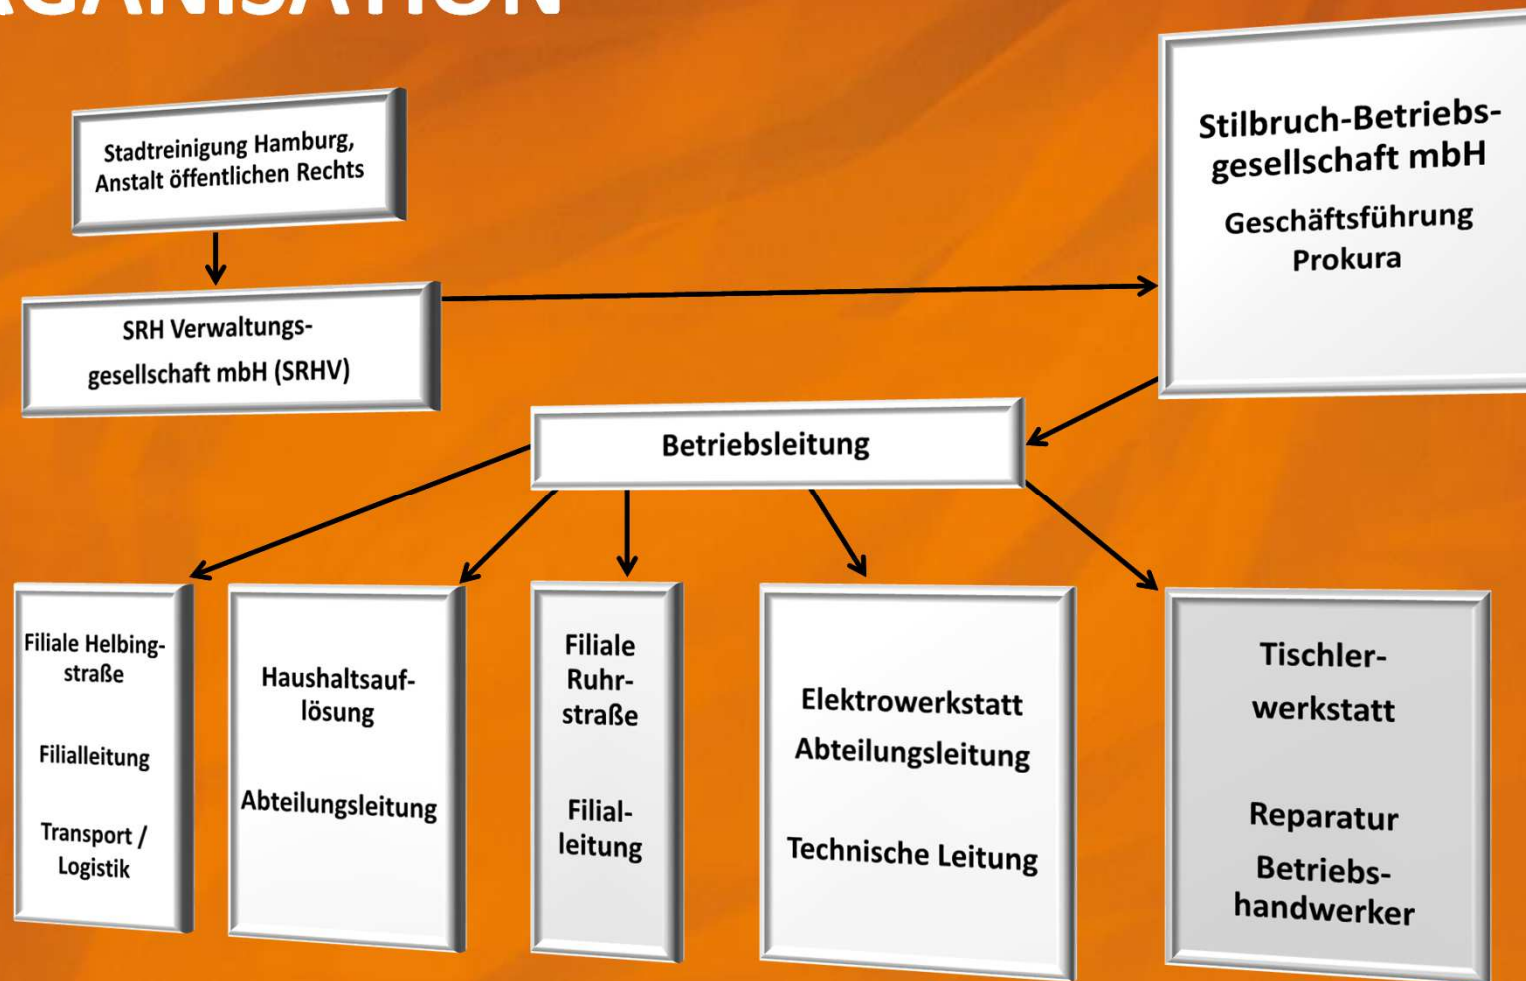 RGANISATION
Stadtreinigung Hamburg,
Anstalt öffentlichen Rechts
SRH Verwaltungs-
gesellschaft mbH (SRHV)
Stilbruch-Betriebs-
gesellschaft mbH
Geschäftsführung
Prokura
Betriebsleitung
Filiale Helbing-
straße
Filialleitung
Transport /
Logistik
Haushaltsauf-
lösung
Abteilungsleitung
Filiale
Ruhr-
straße
Filial-
leitung
Elektrowerkstatt
Abteilungsleitung
Technische Leitung
Tischler-
werkstatt
Reparatur
Betriebs-
handwerker